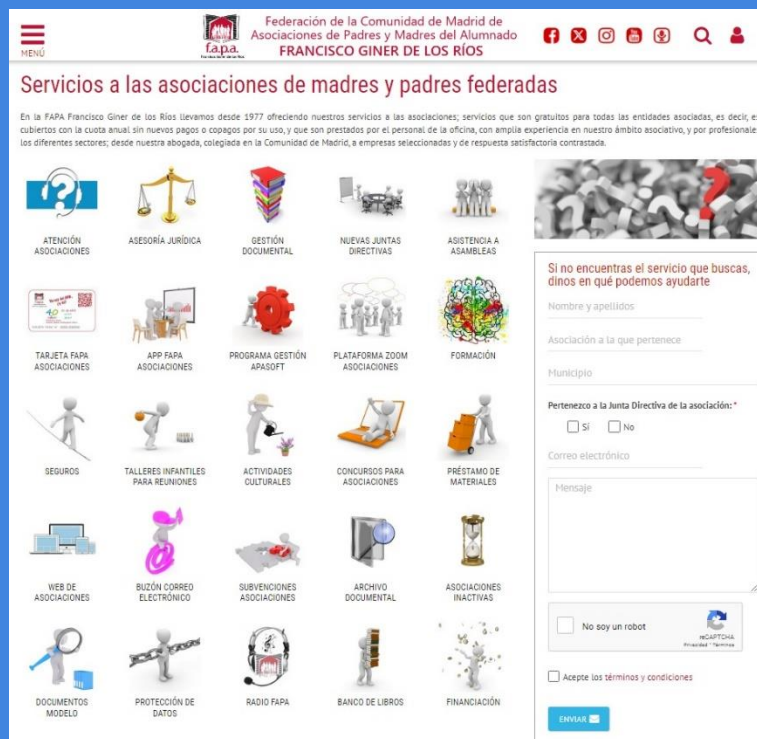 MENÚ
f.a.p.a.
Federación de la Comunidad de Madrid de
Asociaciones de Padres y Madres del Alumnado
FRANCISCO GINER DE LOS RÍOS
Servicios a las asociaciones de madres y padres federadas
En la FAPA Francisco Giner de los Ríos llevamos desde 1977 ofreciendo nuestros servicios a las asociaciones; servicios que son gratuitos para todas las entidades asociadas, es decir,
cubiertos con la cuota anual sin nuevos pagos o copagos por su uso, y que son prestados por el personal de la oficina, con amplia experiencia en nuestro ámbito asociativo, y por
los diferentes sectores; desde nuestra abogada, colegiada en la Comunidad de Madrid, a empresas seleccionadas y de respuesta satisfactoria contrastada.
ATENCIÓN
ASOCIACIONES
ASESORÍA JURÍDICA
GESTIÓN
DOCUMENTAL
NUEVAS JUNTAS
DIRECTIVAS
ASISTENCIA A
ASAMBLEAS
TARJETA FAPA
ASOCIACIONES
APP FAPA
ASOCIACIONES
PROGRAMA GESTIÓN
APASOFT
PLATAFORMA ZOOM
ASOCIACIONES
FORMACIÓN
SEGUROS
TALLERES INFANTILES
PARA REUNIONES
ACTIVIDADES
CULTURALES
CONCURSOS PARA
ASOCIACIONES
PRÉSTAMO DE
MATERIALES
WEB DE
ASOCIACIONES
BUZÓN CORREO
ELECTRÓNICO
SUBVENCIONES
ASOCIACIONES
ARCHIVO
DOCUMENTAL
ASOCIACIONES
INACTIVAS
DOCUMENTOS
MODELO
PROTECCIÓN DE
DATOS
RADIO FAPA
BANCO DE LIBROS
FINANCIACIÓN
Si no encuentras el servicio que buscas,
dinos en qué podemos ayudarte
Nombre y apellidos
Asociación a la que pertenece
Municipio
Pertenezco a la Junta Directiva de la asociación: *
Sí No
Correo electrónico
Mensaje
No soy un robot
reCAPTCHA
Privacidad - Términos
Acepte los términos y condiciones
ENVIAR